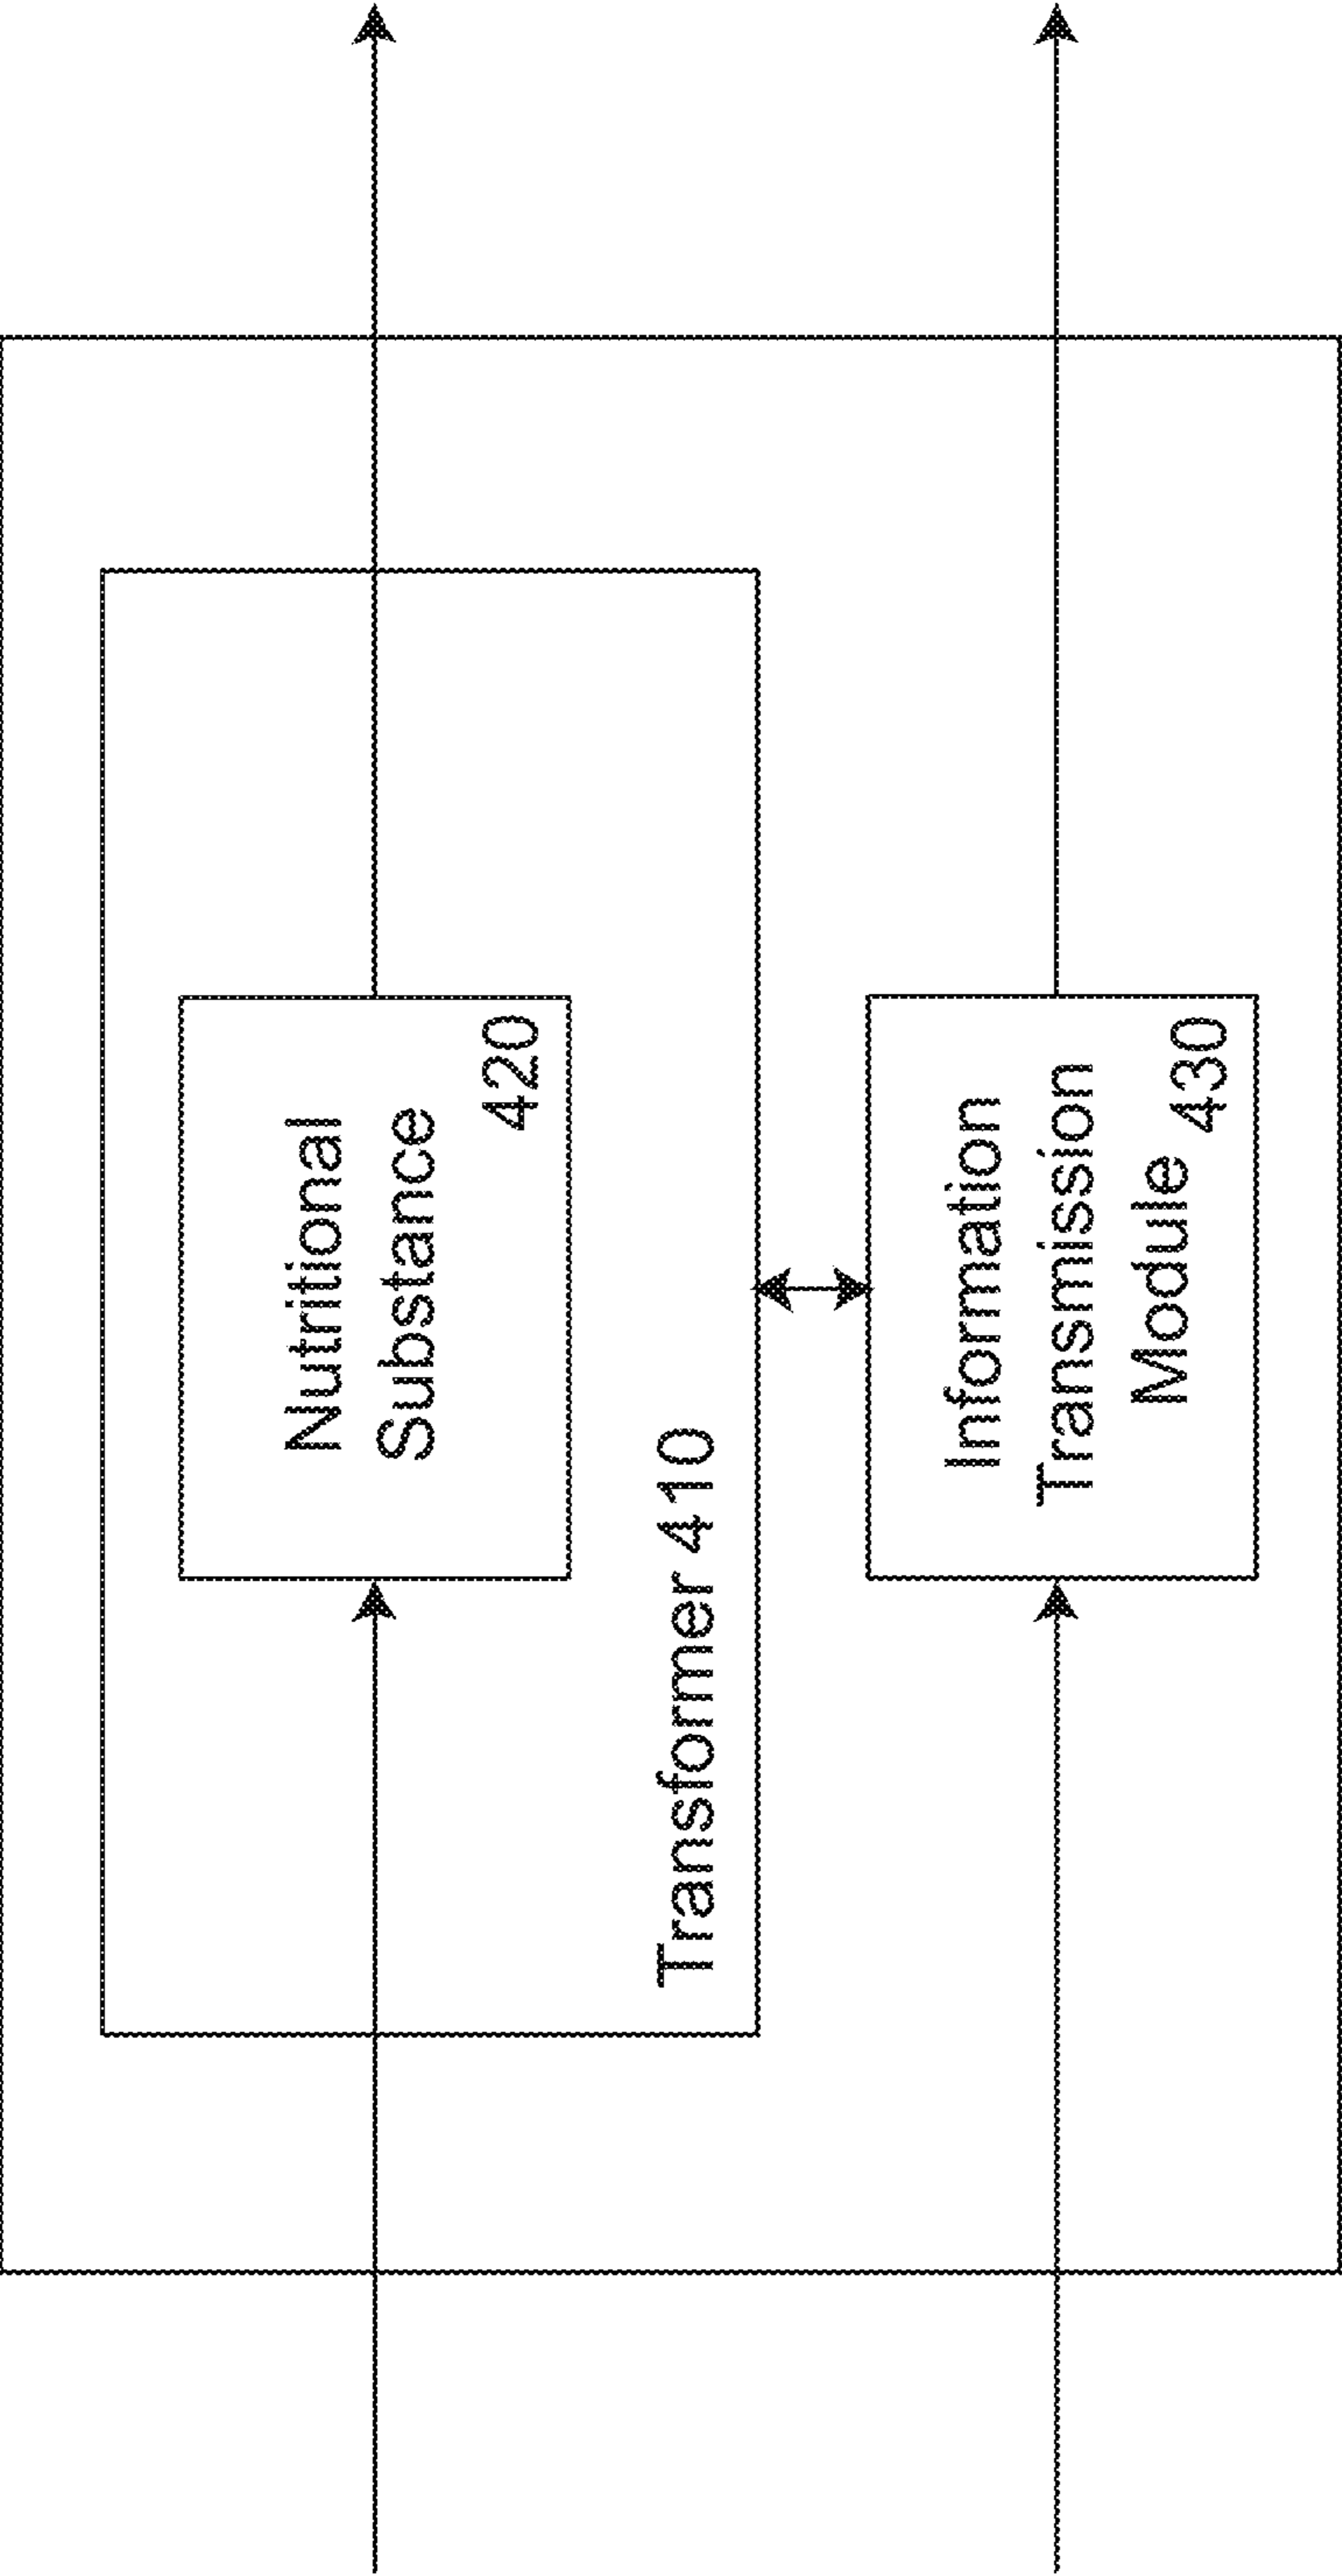 Nutritional
Substance
420
Transformer 410
Information
Transmission
Module 430